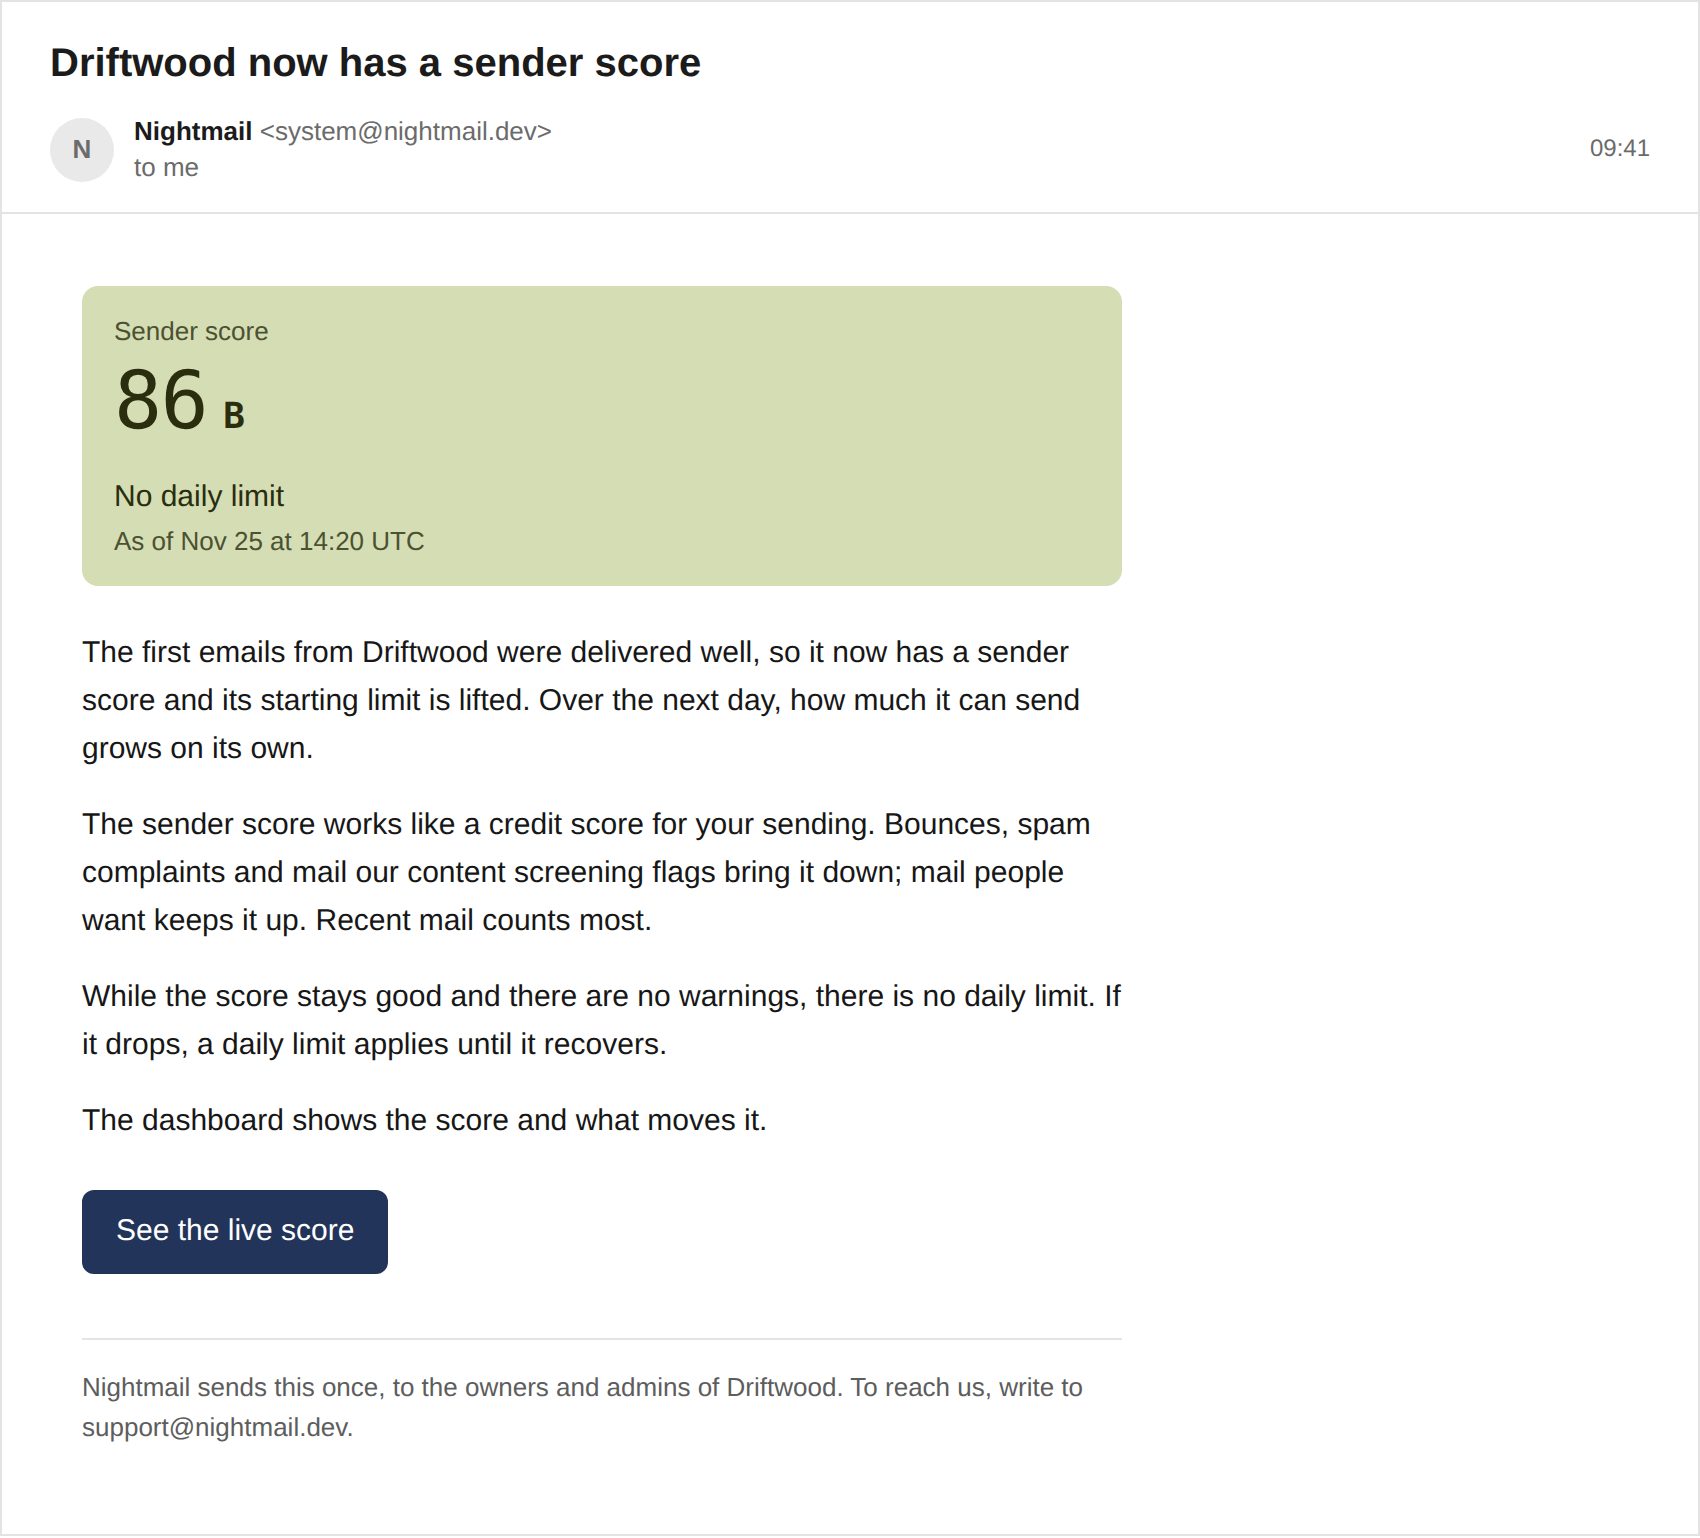 Driftwood now has a sender score
N
Nightmail <system@nightmail.dev>
to me
09:41
Sender score
86 B
No daily limit
As of Nov 25 at 14:20 UTC
The first emails from Driftwood were delivered well, so it now has a sender
score and its starting limit is lifted. Over the next day, how much it can send
grows on its own.
The sender score works like a credit score for your sending. Bounces, spam
complaints and mail our content screening flags bring it down; mail people
want keeps it up. Recent mail counts most.
While the score stays good and there are no warnings, there is no daily limit. If
it drops, a daily limit applies until it recovers.
The dashboard shows the score and what moves it.
See the live score
Nightmail sends this once, to the owners and admins of Driftwood. To reach us, write to
support@nightmail.dev.